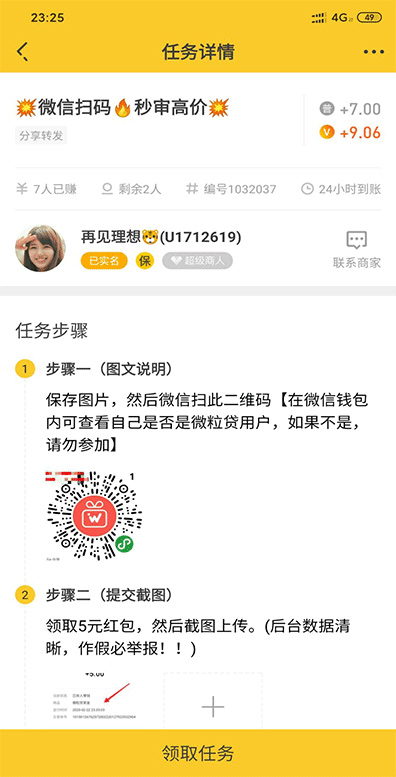 23:25
4G
49
任务详情
💥微信扫码🔥秒审高价💥
普 +7.00
分享转发
V +9.06
¥ 7人已赚
剩余2人
# 编号1032037
24小时到账
再见理想🐯(U1712619)
已实名 保 超级商人
联系商家
任务步骤
1 步骤一（图文说明）
保存图片，然后微信扫此二维码【在微信钱包
内可查看自己是否是微粒贷用户，如果不是，
请勿参加】
1
2 步骤二（提交截图）
领取5元红包，然后截图上传。(后台数据清
晰，作假必举报！！)
+5.00
领取任务